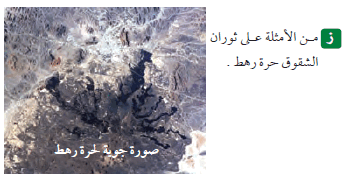 ز من الأمثلة على ثوران
الشقوق حرة رهط .
صورة جوية لحرة رهط